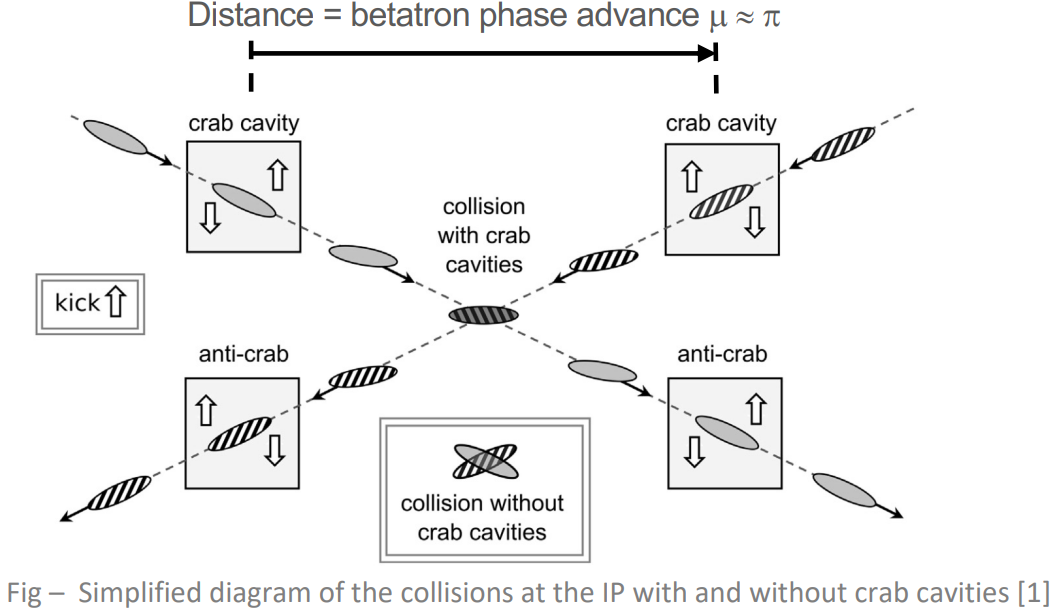 Distance = betatron phase advance μ ≈ π
crab cavity
crab cavity
collision
with crab
cavities
kick
anti-crab
anti-crab
collision without
crab cavities
Fig – Simplified diagram of the collisions at the IP with and without crab cavities [1]